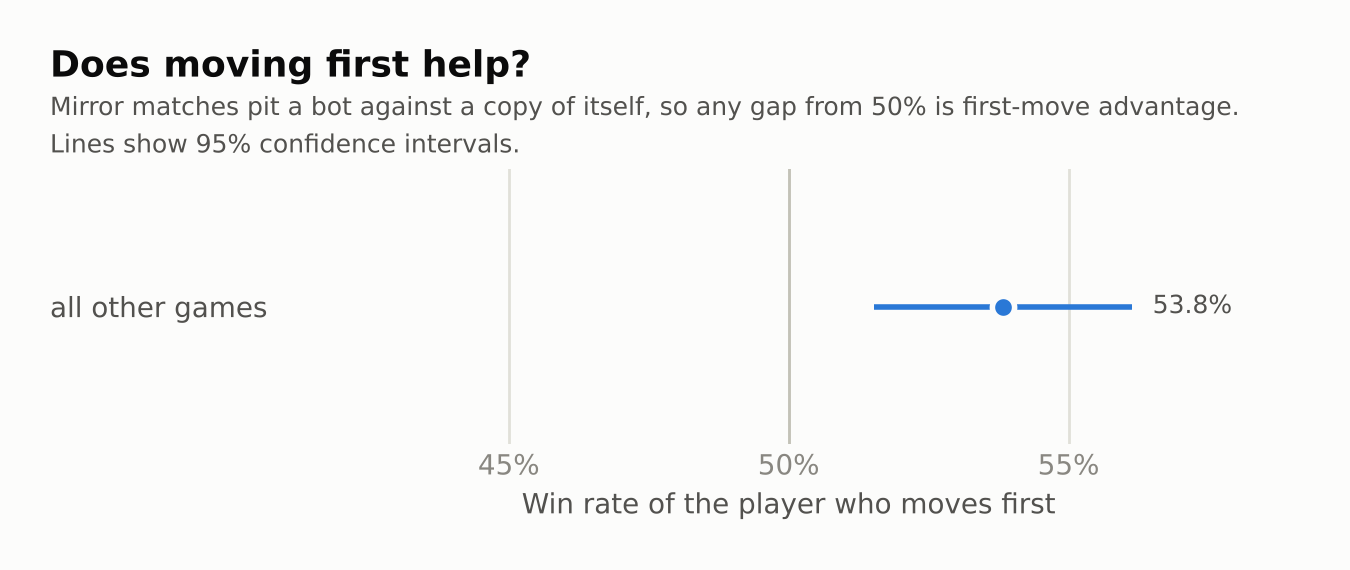 Does moving first help?
Mirror matches pit a bot against a copy of itself, so any gap from 50% is first-move advantage.
Lines show 95% confidence intervals.
all other games
53.8%
45%
50%
55%
Win rate of the player who moves first